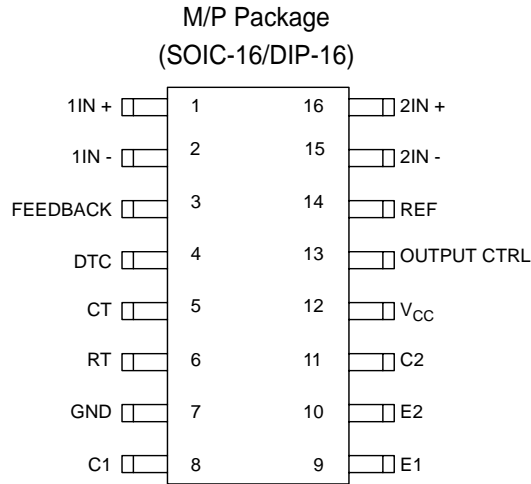 M/P Package
(SOIC-16/DIP-16)
1IN + 1 16 2IN +
1IN - 2 15 2IN -
FEEDBACK 3 14 REF
DTC 4 13 OUTPUT CTRL
CT 5 12 VCC
RT 6 11 C2
GND 7 10 E2
C1 8 9 E1